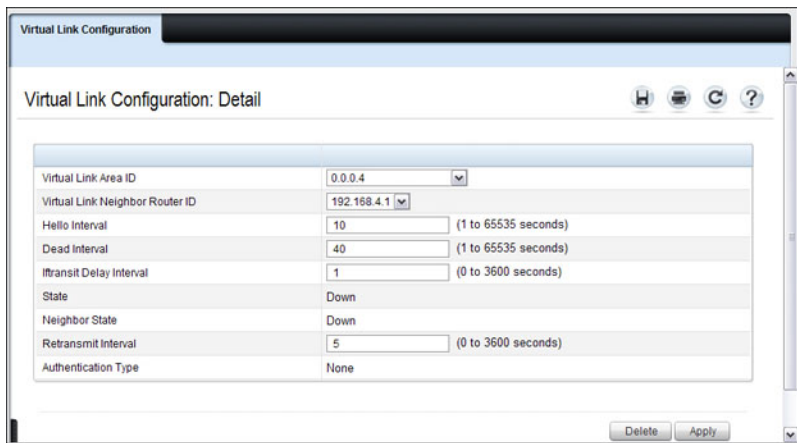 Virtual Link Configuration
Virtual Link Configuration: Detail
Virtual Link Area ID 0.0.0.4
Virtual Link Neighbor Router ID 192.168.4.1
Hello Interval 10 (1 to 65535 seconds)
Dead Interval 40 (1 to 65535 seconds)
Iftransit Delay Interval 1 (0 to 3600 seconds)
State Down
Neighbor State Down
Retransmit Interval 5 (0 to 3600 seconds)
Authentication Type None
Delete Apply